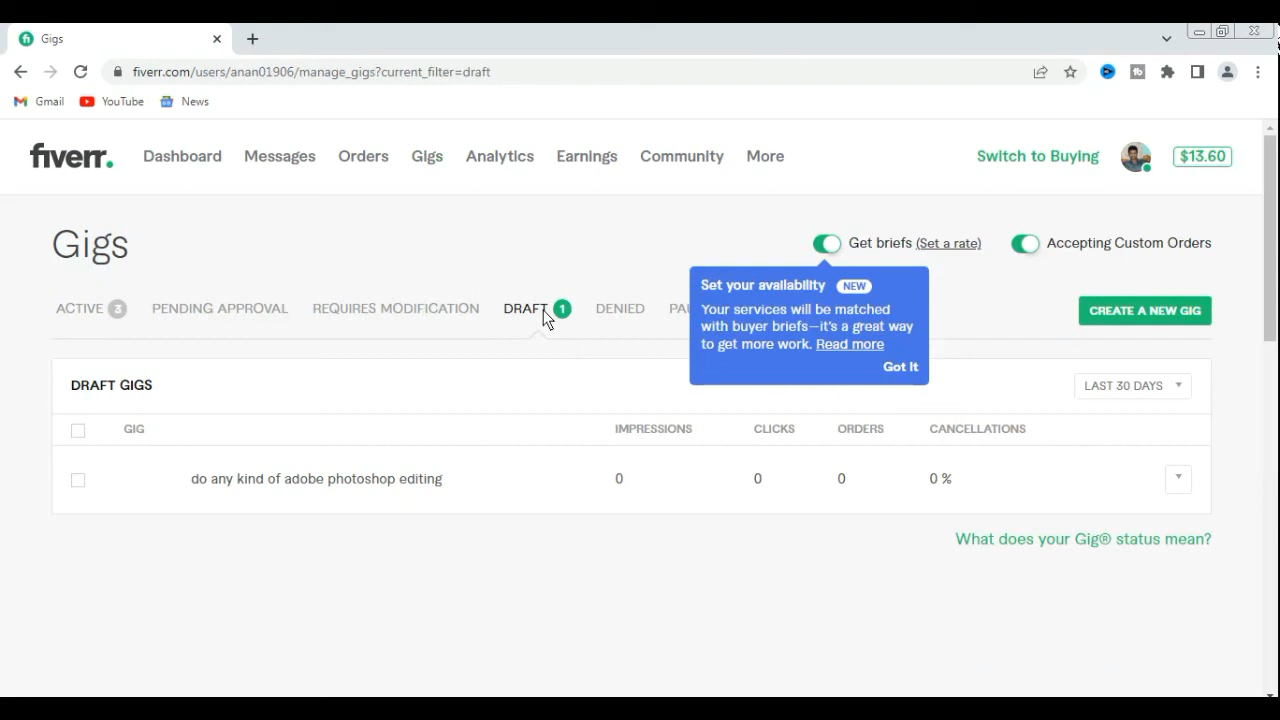 Gigs
fiverr.com/users/anan01906/manage_gigs?current_filter=draft
Gmail YouTube News
fiverr. Dashboard Messages Orders Gigs Analytics Earnings Community More Switch to Buying $13.60
Gigs Get briefs (Set a rate) Accepting Custom Orders
ACTIVE 3 PENDING APPROVAL REQUIRES MODIFICATION DRAFT 1 DENIED CREATE A NEW GIG
Set your availability NEW
Your services will be matched
with buyer briefs—it's a great way
to get more work. Read more
Got It
DRAFT GIGS LAST 30 DAYS
GIG IMPRESSIONS CLICKS ORDERS CANCELLATIONS
do any kind of adobe photoshop editing 0 0 0 0 %
What does your Gig® status mean?